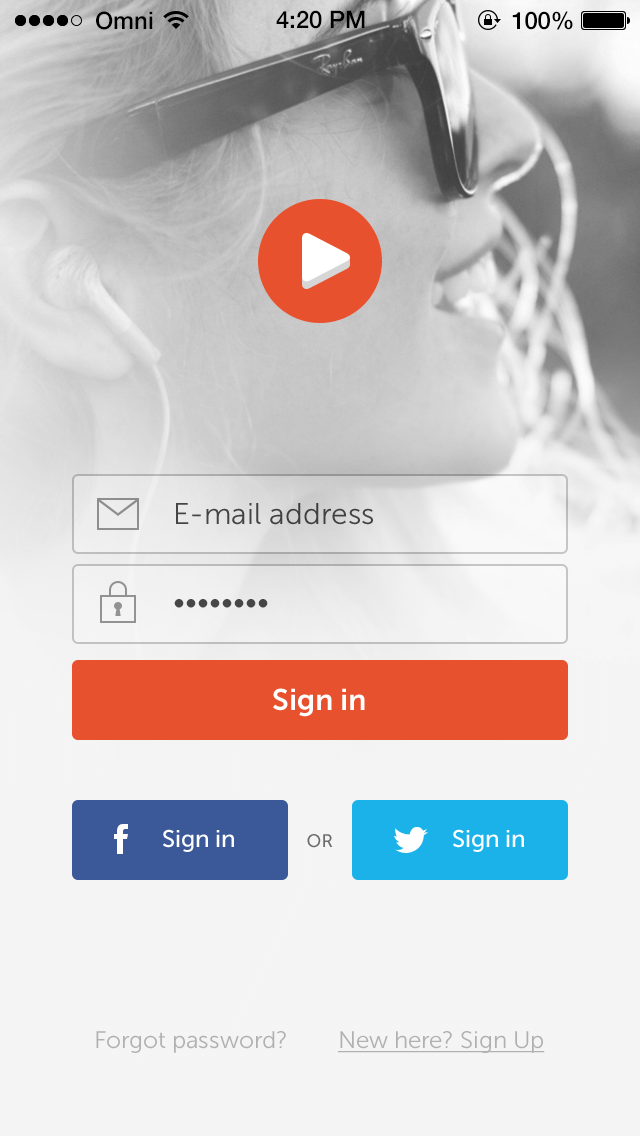 Omni 4:20 PM 100%
Ray-Ban
E-mail address
••••••••
Sign in
Sign in OR Sign in
Forgot password? New here? Sign Up